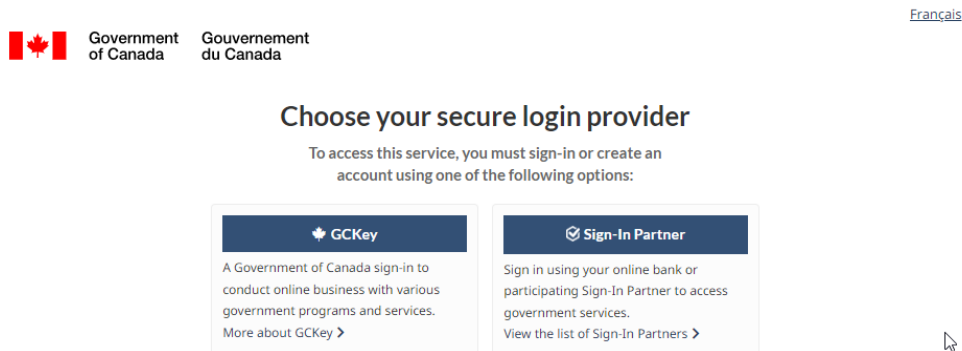 Français
Government Gouvernement
of Canada du Canada
Choose your secure login provider
To access this service, you must sign-in or create an
account using one of the following options:
GCKey
A Government of Canada sign-in to
conduct online business with various
government programs and services.
More about GCKey
Sign-In Partner
Sign in using your online bank or
participating Sign-In Partner to access
government services.
View the list of Sign-In Partners